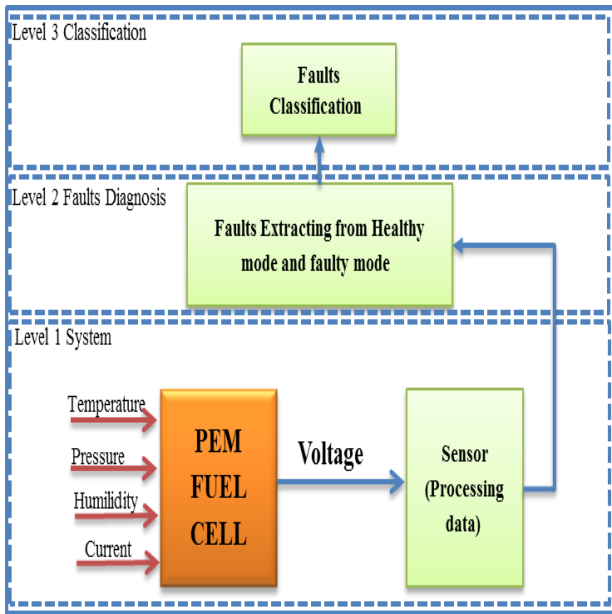 Level 3 Classification
Faults
Classification
Level 2 Faults Diagnosis
Faults Extracting from Healthy
mode and faulty mode
Level 1 System
Temperature
Pressure
Humilidity
Current
PEM
FUEL
CELL
Voltage
Sensor
(Processing
data)